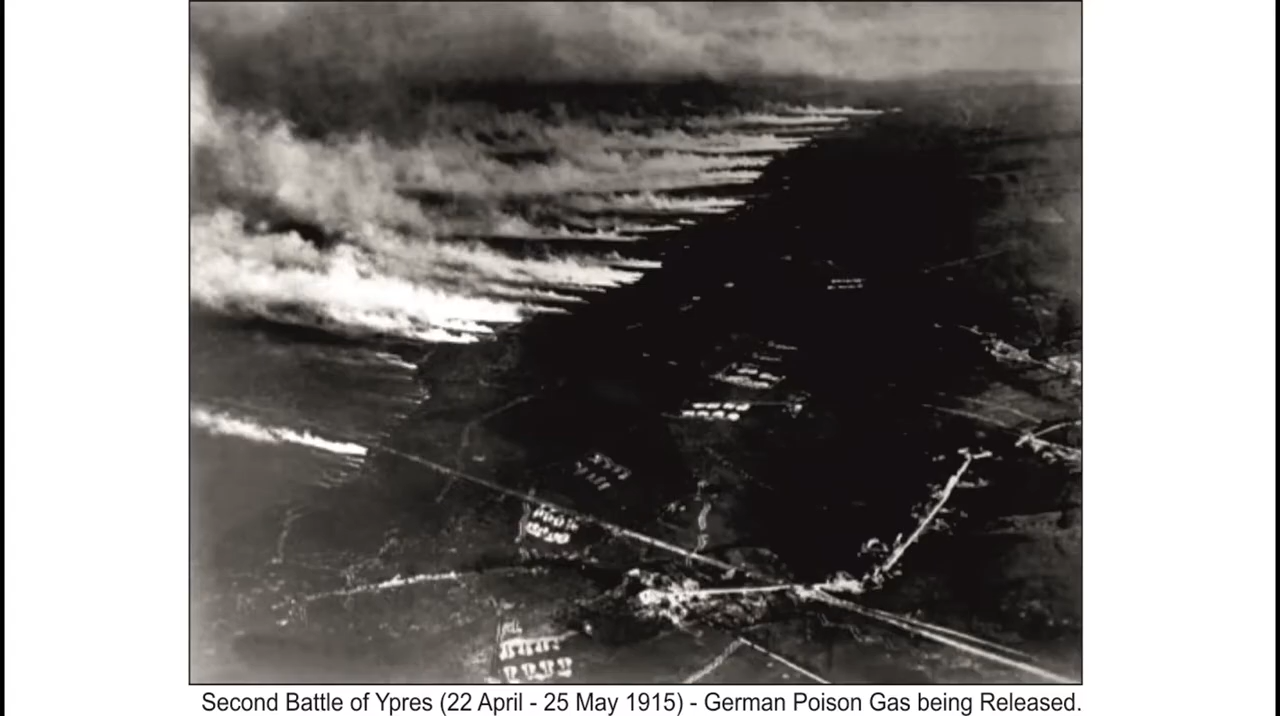 Second Battle of Ypres (22 April - 25 May 1915) - German Poison Gas being Released.